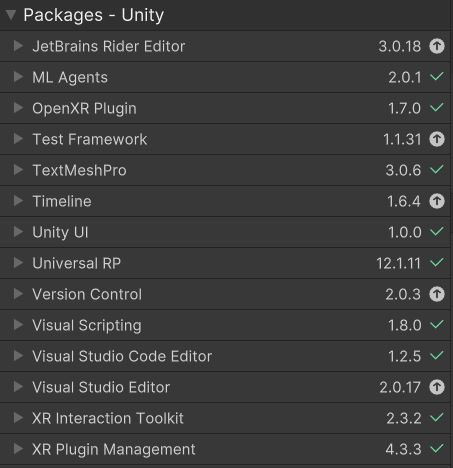 Packages - Unity
JetBrains Rider Editor 3.0.18
ML Agents 2.0.1
OpenXR Plugin 1.7.0
Test Framework 1.1.31
TextMeshPro 3.0.6
Timeline 1.6.4
Unity UI 1.0.0
Universal RP 12.1.11
Version Control 2.0.3
Visual Scripting 1.8.0
Visual Studio Code Editor 1.2.5
Visual Studio Editor 2.0.17
XR Interaction Toolkit 2.3.2
XR Plugin Management 4.3.3